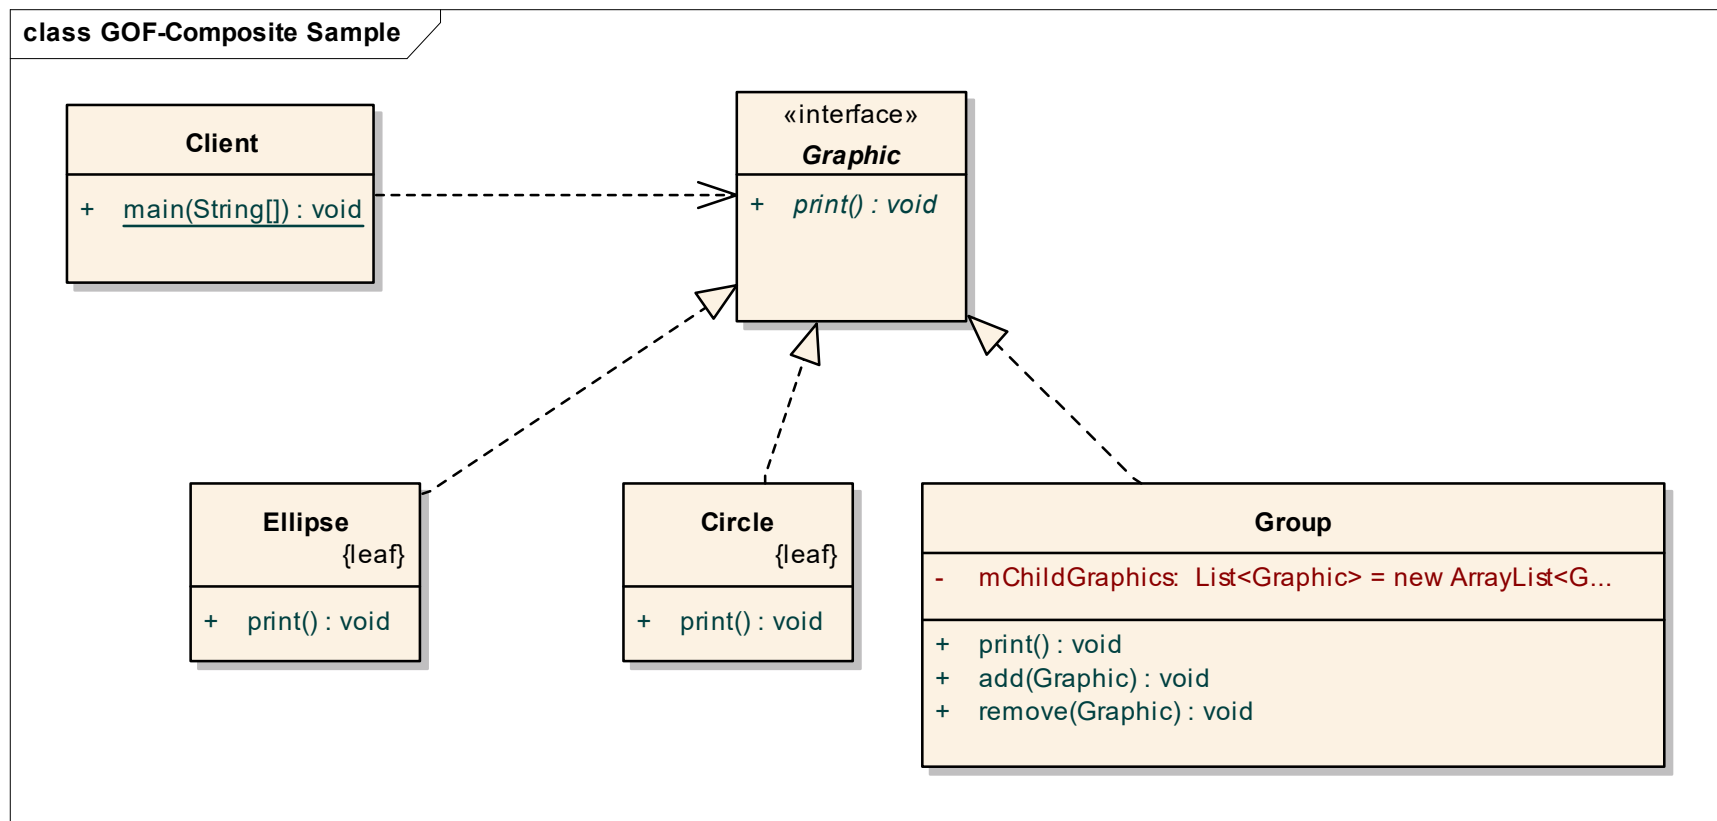 class GOF-Composite Sample
Client
+ main(String[]) : void
«interface»
Graphic
+ print() : void
Ellipse
{leaf}
+ print() : void
Circle
{leaf}
+ print() : void
Group
- mChildGraphics: List<Graphic> = new ArrayList<G...
+ print() : void
+ add(Graphic) : void
+ remove(Graphic) : void